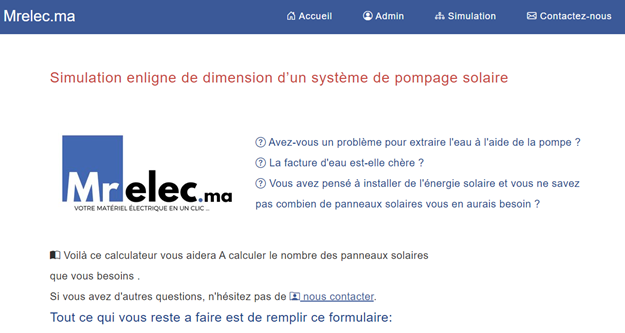 Mrelec.ma Accueil Admin Simulation Contactez-nous
Simulation enligne de dimension d’un système de pompage solaire
Mr elec.ma
VOTRE MATÉRIEL ÉLECTRIQUE EN UN CLIC ...
Avez-vous un problème pour extraire l'eau à l'aide de la pompe ?
La facture d'eau est-elle chère ?
Vous avez pensé à installer de l'énergie solaire et vous ne savez
pas combien de panneaux solaires vous en aurais besoin ?
Voilà ce calculateur vous aidera A calculer le nombre des panneaux solaires
que vous besoins .
Si vous avez d'autres questions, n'hésitez pas de nous contacter.
Tout ce qui vous reste a faire est de remplir ce formulaire: